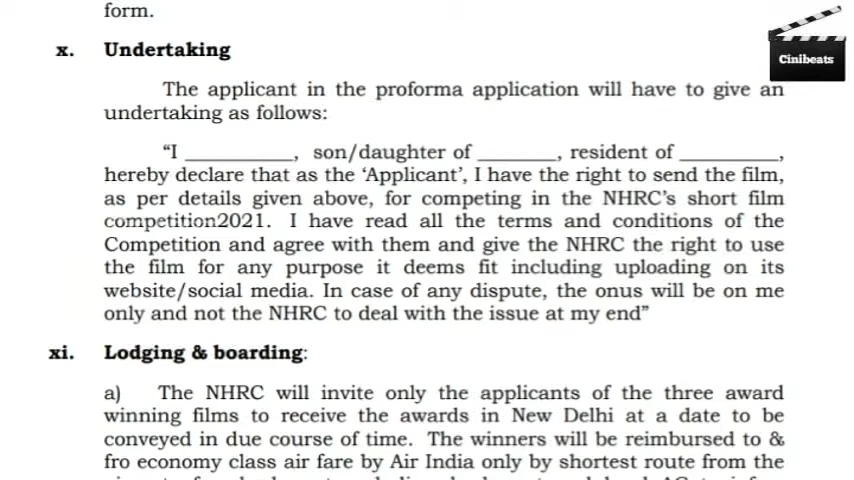 form.
Cinibeats
x. Undertaking
The applicant in the proforma application will have to give an
undertaking as follows:
“I __________, son/daughter of _______, resident of _________,
hereby declare that as the ‘Applicant’, I have the right to send the film,
as per details given above, for competing in the NHRC’s short film
competition2021. I have read all the terms and conditions of the
Competition and agree with them and give the NHRC the right to use
the film for any purpose it deems fit including uploading on its
website/social media. In case of any dispute, the onus will be on me
only and not the NHRC to deal with the issue at my end”
xi. Lodging & boarding:
a) The NHRC will invite only the applicants of the three award
winning films to receive the awards in New Delhi at a date to be
conveyed in due course of time. The winners will be reimbursed to &
fro economy class air fare by Air India only by shortest route from the